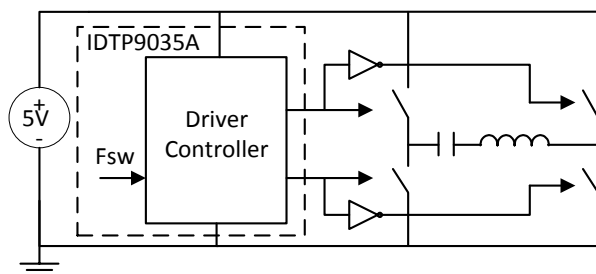 IDTP9035A
+
5V
-
Driver
Controller
Fsw